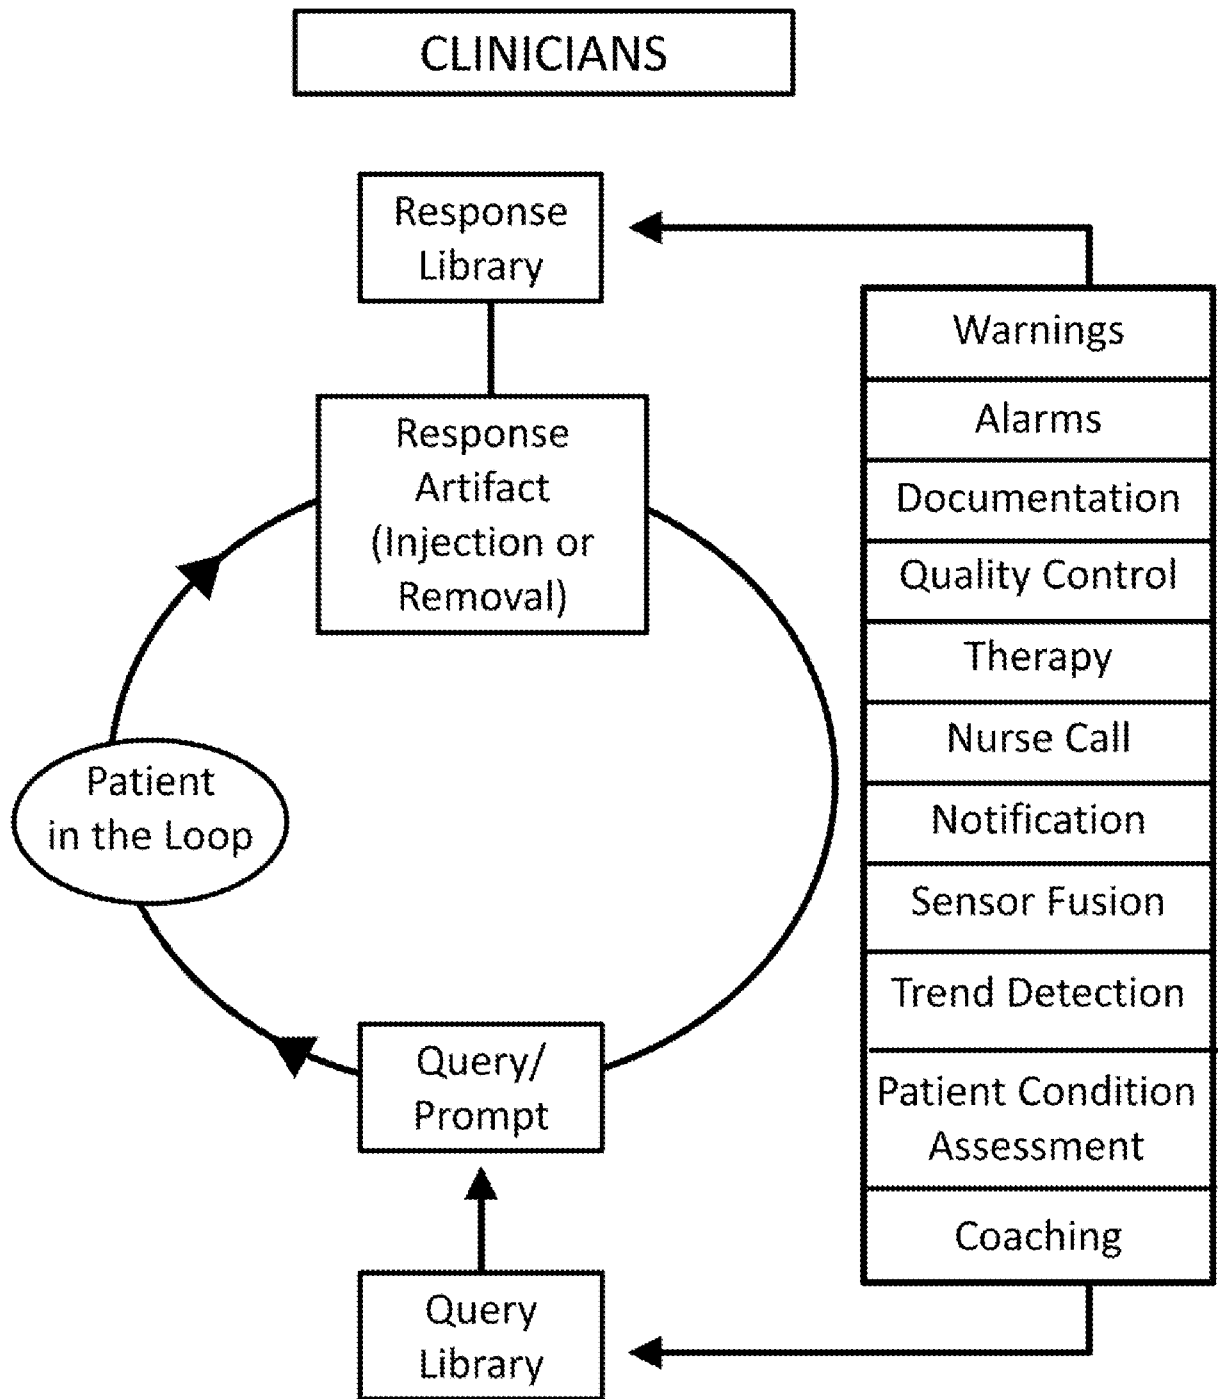 CLINICIANS
Response
Library
Response
Artifact
(Injection or
Removal)
Patient
in the Loop
Query/
Prompt
Query
Library
Warnings
Alarms
Documentation
Quality Control
Therapy
Nurse Call
Notification
Sensor Fusion
Trend Detection
Patient Condition
Assessment
Coaching